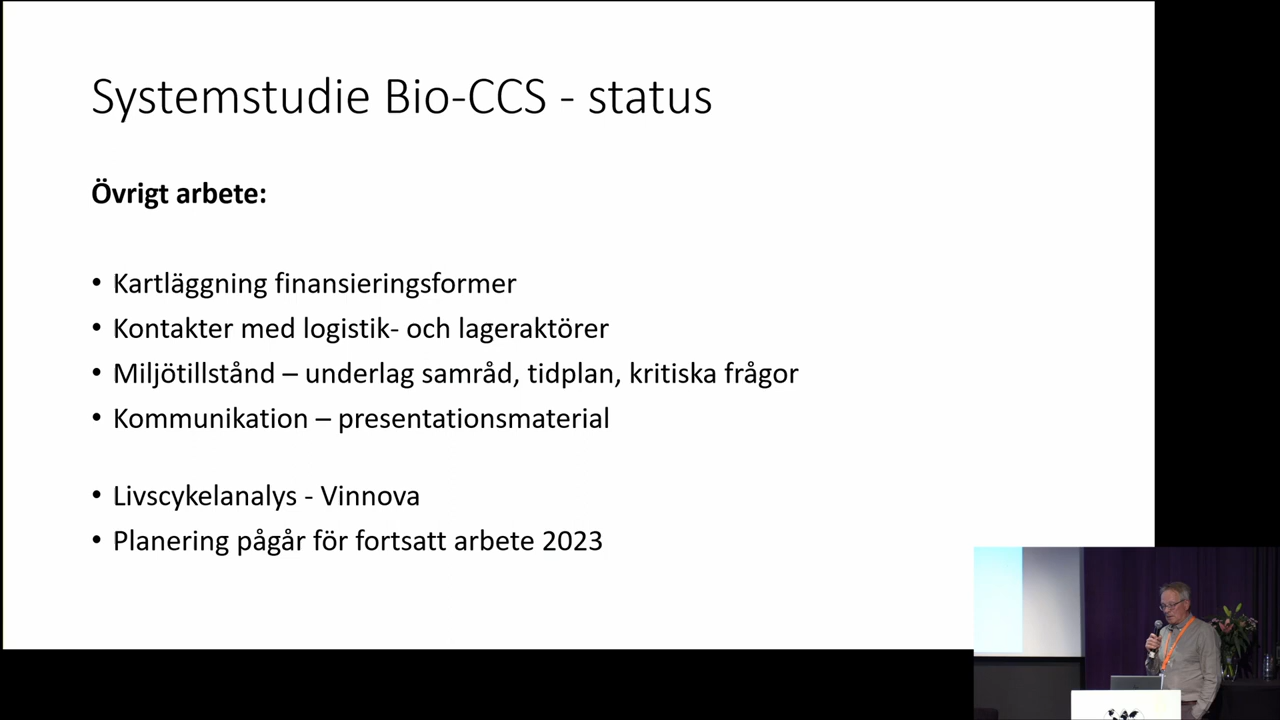 Systemstudie Bio-CCS - status
Övrigt arbete:
• Kartläggning finansieringsformer
• Kontakter med logistik- och lageraktörer
• Miljötillstånd – underlag samråd, tidplan, kritiska frågor
• Kommunikation – presentationsmaterial
• Livscykelanalys - Vinnova
• Planering pågår för fortsatt arbete 2023